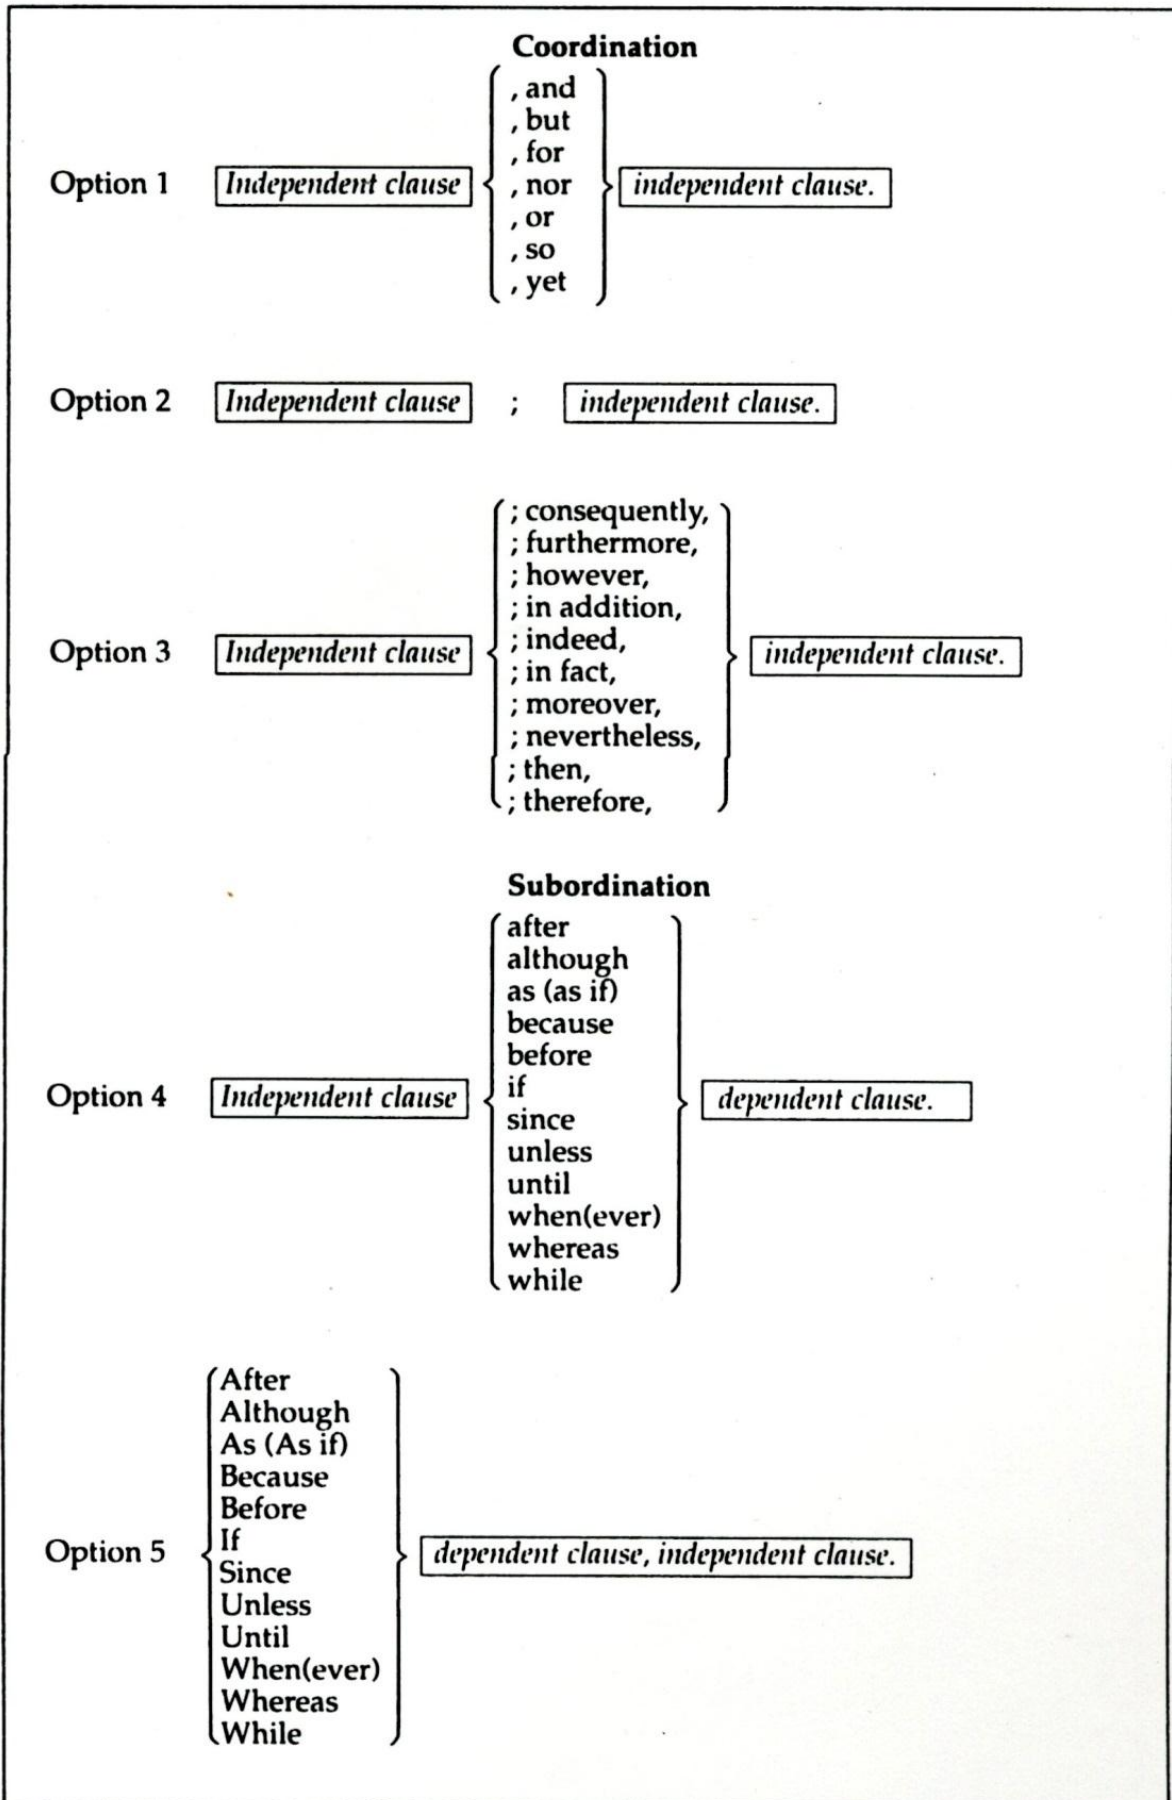 Coordination
, and
, but
, for
Option 1 Independent clause , nor independent clause.
, or
, so
, yet
Option 2 Independent clause ; independent clause.
; consequently,
; furthermore,
; however,
; in addition,
Option 3 Independent clause ; indeed, independent clause.
; in fact,
; moreover,
; nevertheless,
; then,
; therefore,
Subordination
after
although
as (as if)
because
before
Option 4 Independent clause if dependent clause.
since
unless
until
when(ever)
whereas
while
After
Although
As (As if)
Because
Before
Option 5 If dependent clause, independent clause.
Since
Unless
Until
When(ever)
Whereas
While